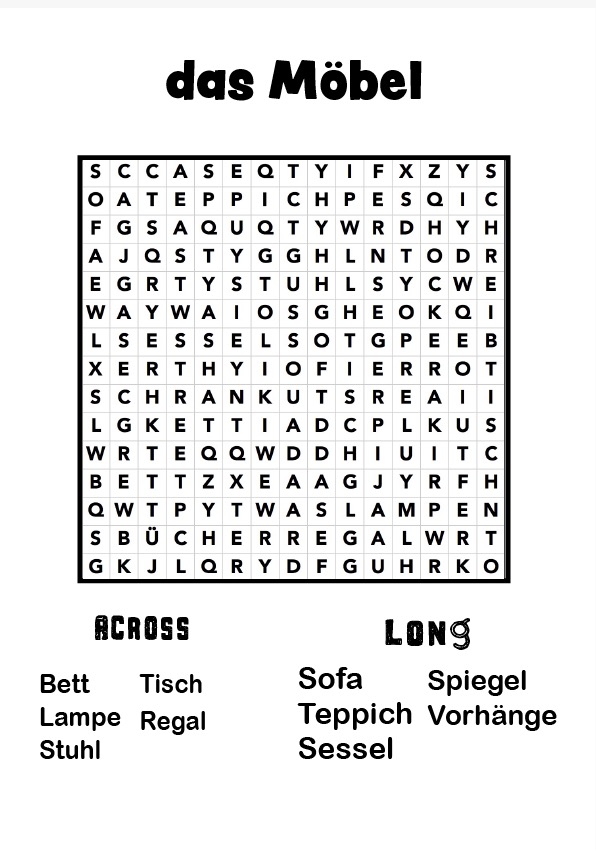 das Möbel
S C C A S E Q T Y I F X Z Y S
O A T E P P I C H P E S Q I C
F G S A Q U Q T Y W R D H Y H
A J Q S T Y G G H L N T O D R
E G R T Y S T U H L S Y C W E
W A Y W A I O S G H E O K Q I
L S E S S E L S O T G P E E B
X E R T H Y I O F I E R R O T
S C H R A N K U T S R E A I I
L G K E T T I A D C P L K U S
W R T E Q Q W D D H I U I T C
B E T T Z X E A A G J Y R F H
Q W T P Y T W A S L A M P E N
S B Ü C H E R R E G A L W R T
G K J L Q R Y D F G U H R K O
ACROSS
LONg
Bett Tisch
Lampe Regal
Stuhl
Sofa Spiegel
Teppich Vorhänge
Sessel